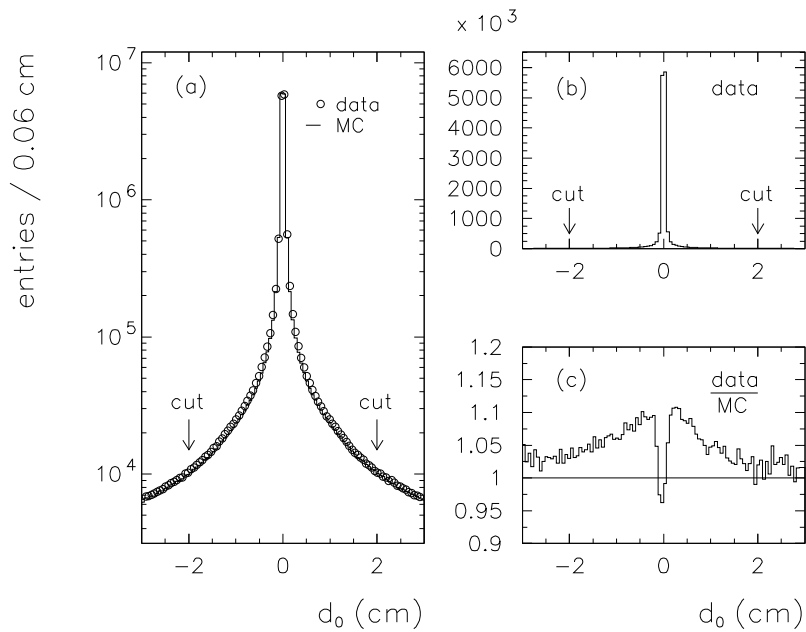 entries / 0.06 cm
(a)
○ data
— MC
cut
cut
10⁷
10⁶
10⁵
10⁴
−2
0
2
d₀ (cm)
x 10³
(b)
data
cut
cut
6000
5000
4000
3000
2000
1000
0
−2
0
2
(c)
data
MC
1.2
1.15
1.10
1.05
1
0.95
0.9
−2
0
2
d₀ (cm)